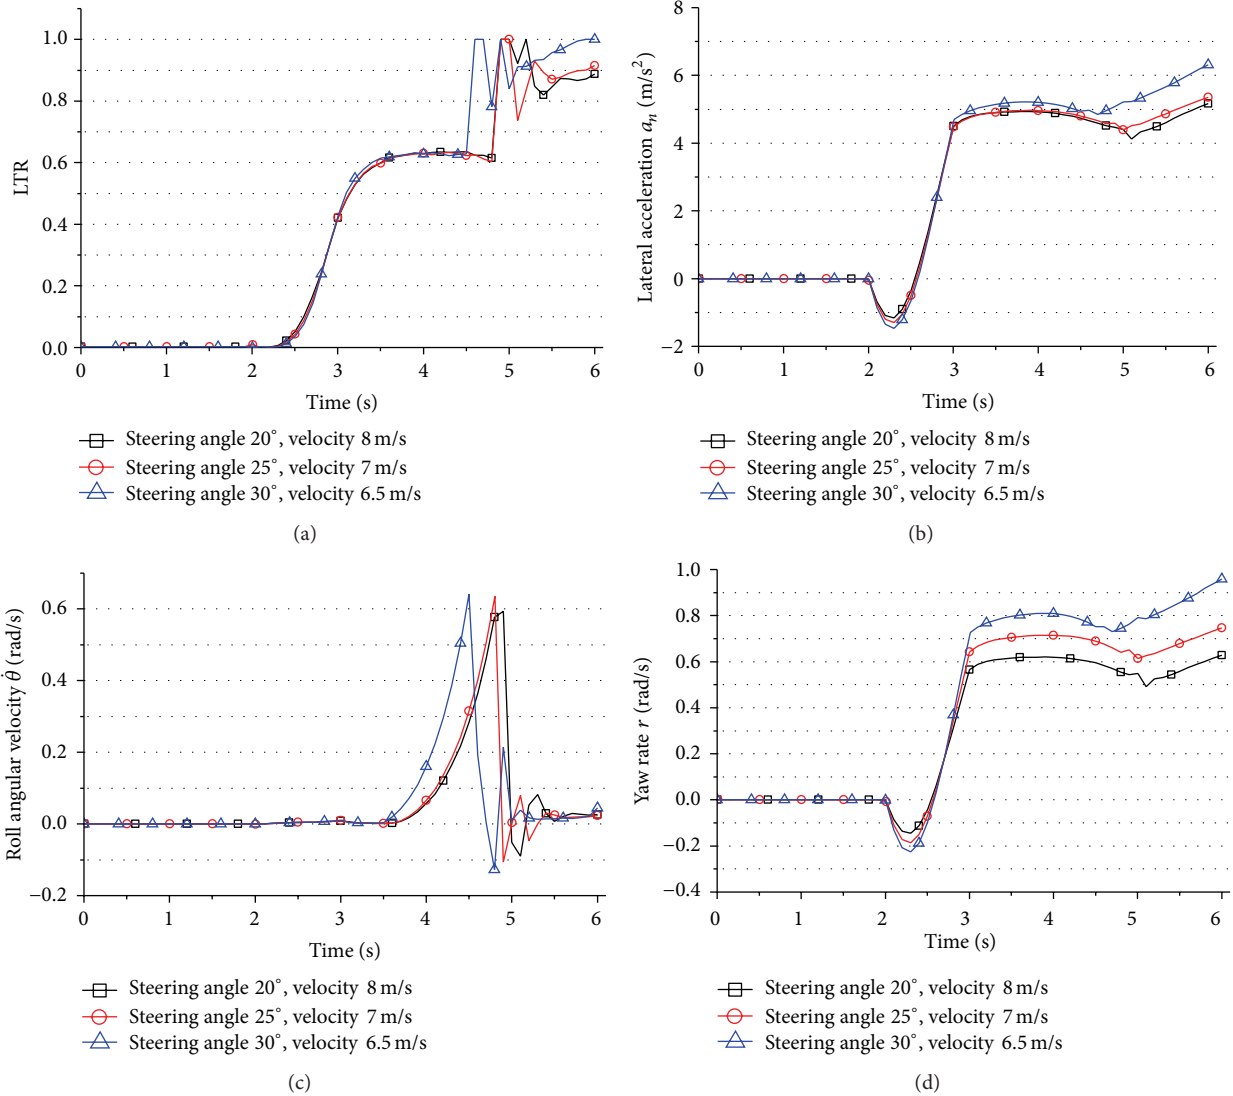 1.0
0.8
0.6
0.4
0.2
0.0
LTR
0 1 2 3 4 5 6
Time (s)
Steering angle 20°, velocity 8 m/s
Steering angle 25°, velocity 7 m/s
Steering angle 30°, velocity 6.5 m/s
(a)
8
6
4
2
0
−2
Lateral acceleration aₙ (m/s²)
0 1 2 3 4 5 6
Time (s)
Steering angle 20°, velocity 8 m/s
Steering angle 25°, velocity 7 m/s
Steering angle 30°, velocity 6.5 m/s
(b)
0.6
0.4
0.2
0.0
−0.2
Roll angular velocity θ̇ (rad/s)
0 1 2 3 4 5 6
Time (s)
Steering angle 20°, velocity 8 m/s
Steering angle 25°, velocity 7 m/s
Steering angle 30°, velocity 6.5 m/s
(c)
1.0
0.8
0.6
0.4
0.2
0.0
−0.2
−0.4
Yaw rate r (rad/s)
0 1 2 3 4 5 6
Time (s)
Steering angle 20°, velocity 8 m/s
Steering angle 25°, velocity 7 m/s
Steering angle 30°, velocity 6.5 m/s
(d)